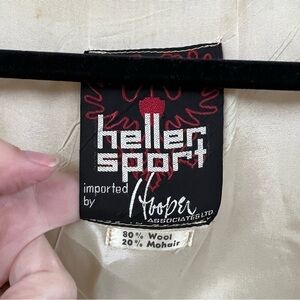 heller
sport
imported
by Hooper
ASSOCIATES LTD
80% Wool
20% Mohair